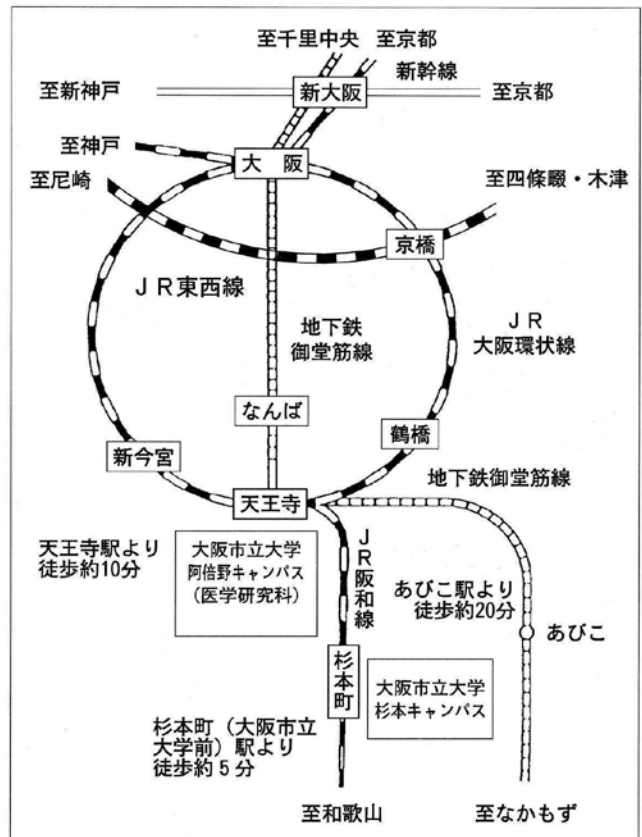 至千里中央 至京都
新幹線
至新神戸
新大阪
至京都
至神戸
大 阪
至尼崎
至四條畷・木津
京橋
ＪＲ東西線
地下鉄
御堂筋線
ＪＲ
大阪環状線
なんば
鶴橋
新今宮
地下鉄御堂筋線
天王寺
天王寺駅より
徒歩約10分
大阪市立大学
阿倍野キャンパス
(医学研究科)
ＪＲ阪和線
あびこ駅より
徒歩約20分
あびこ
杉本町
大阪市立大学
杉本キャンパス
杉本町（大阪市立
大学前）駅より
徒歩約５分
至和歌山
至なかもず